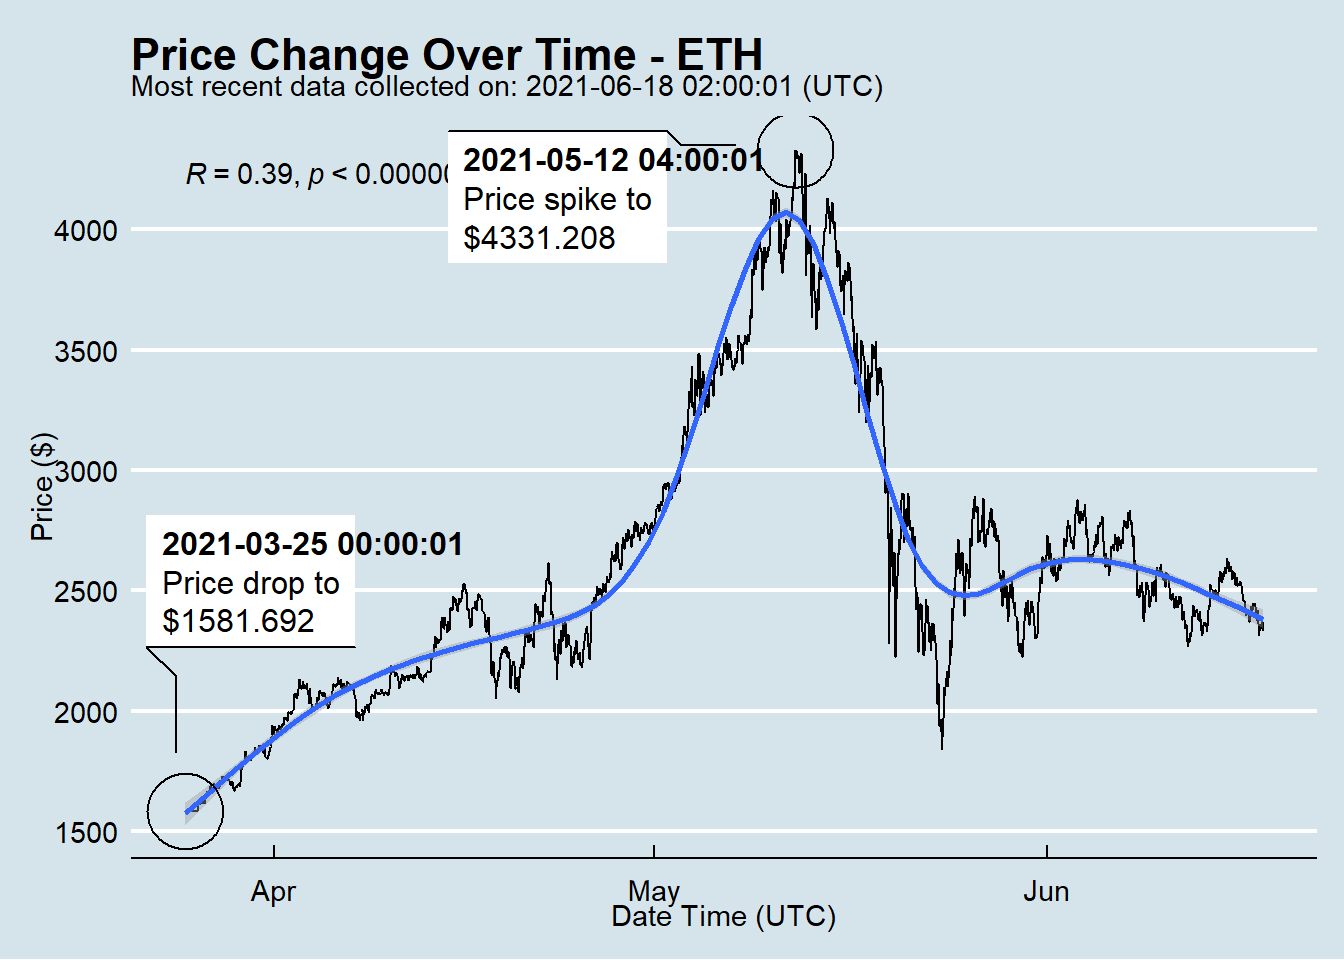 Price Change Over Time - ETH
Most recent data collected on: 2021-06-18 02:00:01 (UTC)
R = 0.39, p < 0.0000
2021-05-12 04:00:01
Price spike to
$4331.208
4000
3500
3000
2500
2000
1500
Price ($)
2021-03-25 00:00:01
Price drop to
$1581.692
Apr
May
Jun
Date Time (UTC)